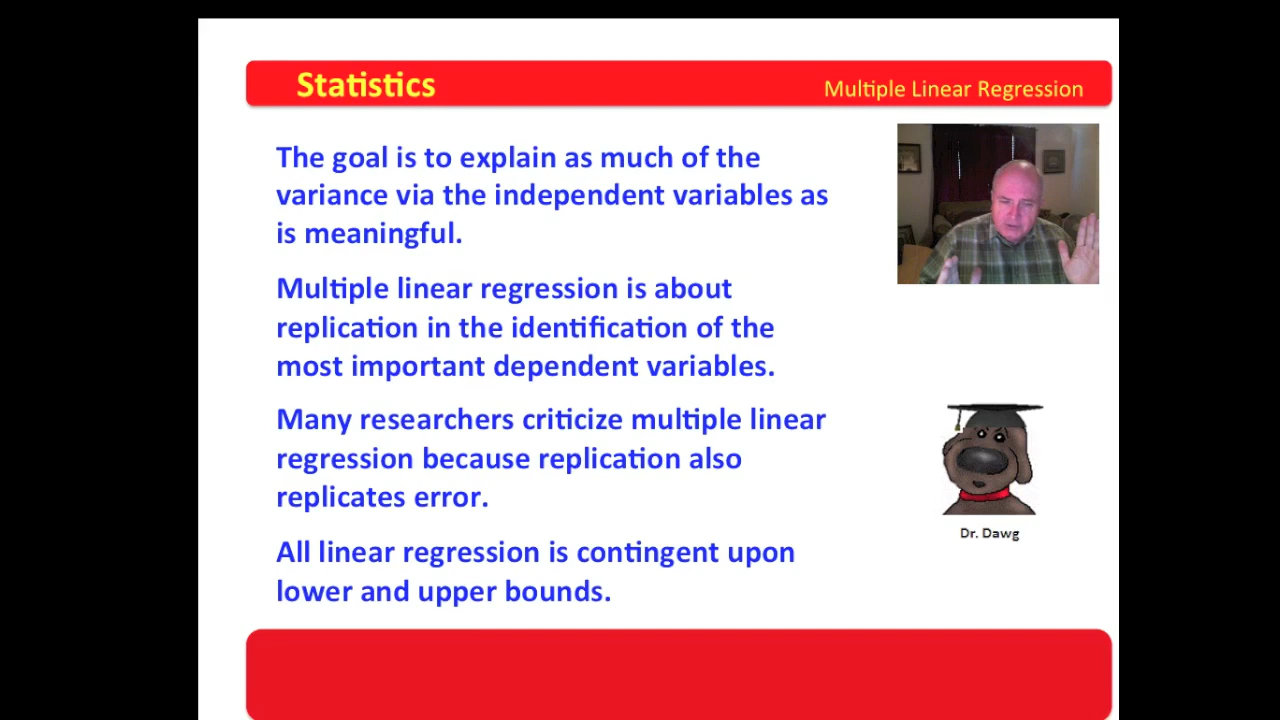 Statistics
Multiple Linear Regression
The goal is to explain as much of the
variance via the independent variables as
is meaningful.
Multiple linear regression is about
replication in the identification of the
most important dependent variables.
Many researchers criticize multiple linear
regression because replication also
replicates error.
All linear regression is contingent upon
lower and upper bounds.
Dr. Dawg